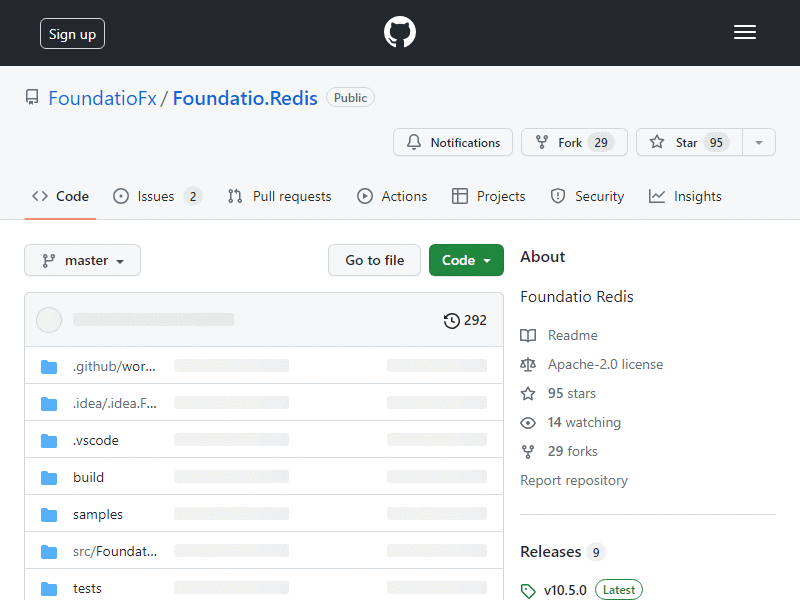 Sign up
FoundatioFx / Foundatio.Redis Public
Notifications Fork 29 Star 95
Code Issues 2 Pull requests Actions Projects Security Insights
master Go to file Code
292
.github/wor...
.idea/.idea.F...
.vscode
build
samples
src/Foundat...
tests
About
Foundatio Redis
Readme
Apache-2.0 license
95 stars
14 watching
29 forks
Report repository
Releases 9
v10.5.0 Latest